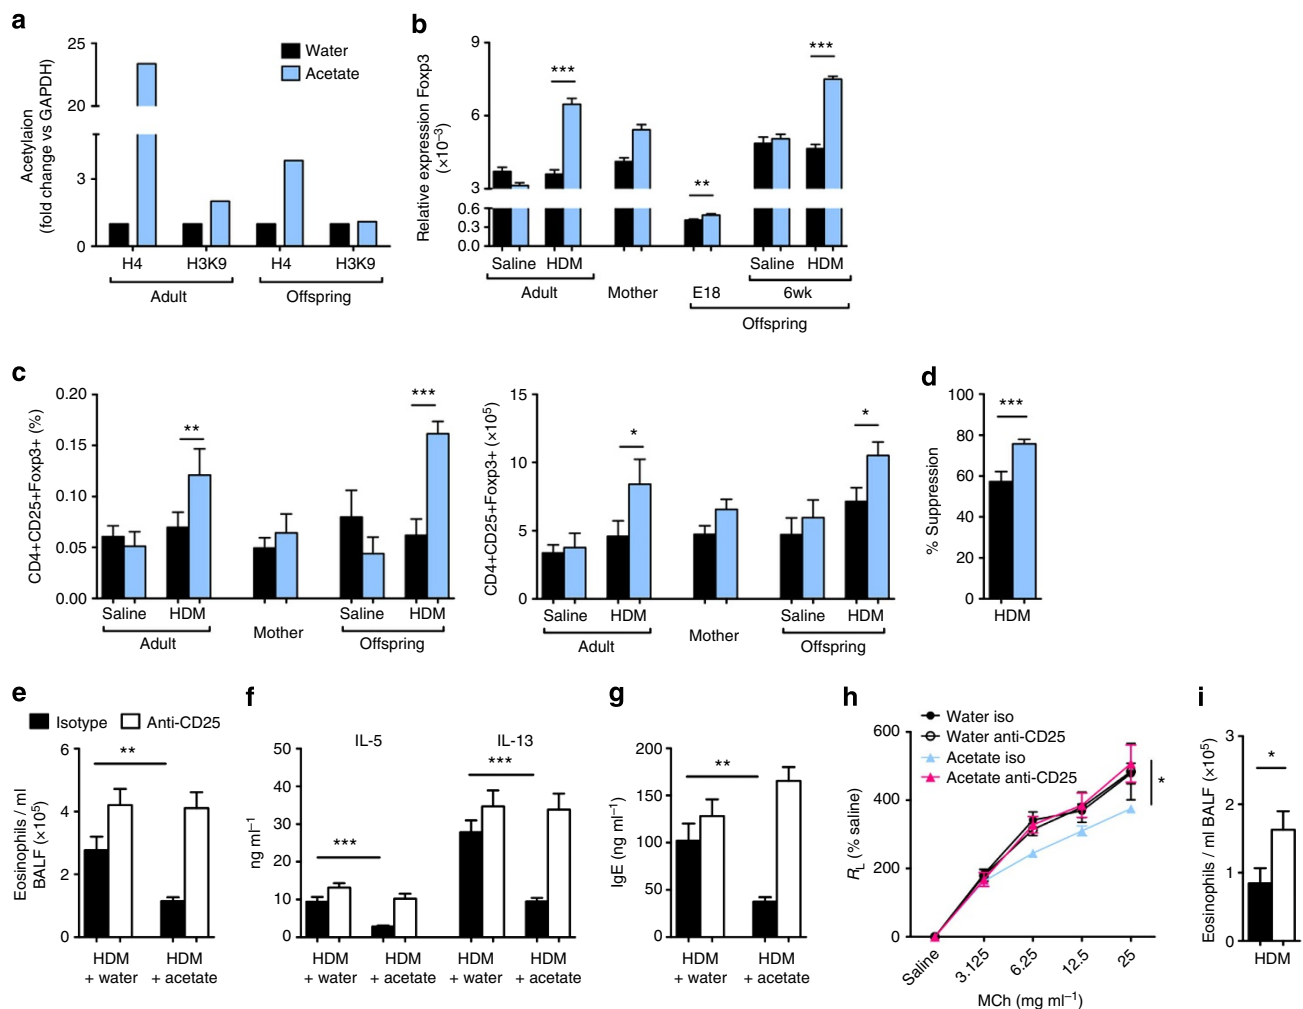 a
25
20
3
0
Acetylaion
(fold change vs GAPDH)
Water
Acetate
H4
H3K9
H4
H3K9
Adult
Offspring
b
9
6
3
0.6
0.3
0.0
Relative expression Foxp3
(×10⁻³)
***
**
***
Saline
HDM
Saline
HDM
Adult
Mother
E18
6wk
Offspring
c
0.20
0.15
0.10
0.05
0.00
CD4+CD25+Foxp3+ (%)
**
***
Saline
HDM
Saline
HDM
Adult
Mother
Offspring
15
10
5
0
CD4+CD25+Foxp3+ (×10⁵)
*
*
Saline
HDM
Saline
HDM
Adult
Mother
Offspring
d
100
80
60
40
20
0
% Suppression
***
HDM
e
Isotype
Anti-CD25
6
4
2
0
Eosinophils / ml
BALF (×10⁵)
**
HDM
+ water
HDM
+ acetate
f
50
40
30
20
10
0
ng ml⁻¹
IL-5
IL-13
***
***
HDM
+ water
HDM
+ acetate
HDM
+ water
HDM
+ acetate
g
200
150
100
50
0
IgE (ng ml⁻¹)
**
HDM
+ water
HDM
+ acetate
h
Water iso
Water anti-CD25
Acetate iso
Acetate anti-CD25
600
400
200
0
R_L (% saline)
*
Saline
3.125
6.25
12.5
25
MCh (mg ml⁻¹)
i
3
2
1
0
Eosinophils / ml BALF (×10⁵)
*
HDM